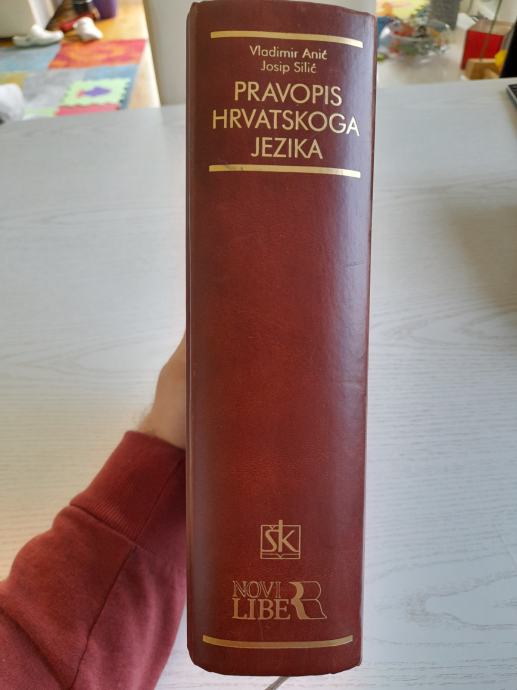 Vladimir Anić
Josip Silić
PRAVOPIS
HRVATSKOGA
JEZIKA
ŠK
NOVI
LIBER